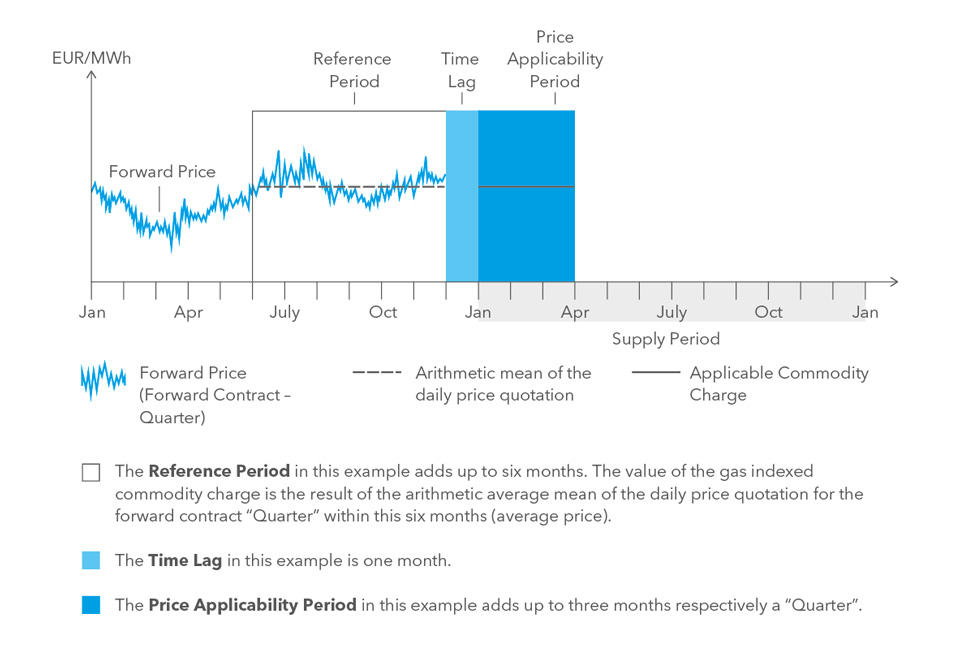 EUR/MWh
Reference
Period
Time
Lag
Price
Applicability
Period
Forward Price
Jan
Apr
July
Oct
Jan
Apr
July
Oct
Jan
Supply Period
Forward Price
(Forward Contract –
Quarter)
Arithmetic mean of the
daily price quotation
Applicable Commodity
Charge
The Reference Period in this example adds up to six months. The value of the gas indexed
commodity charge is the result of the arithmetic average mean of the daily price quotation for the
forward contract “Quarter” within this six months (average price).
The Time Lag in this example is one month.
The Price Applicability Period in this example adds up to three months respectively a “Quarter”.